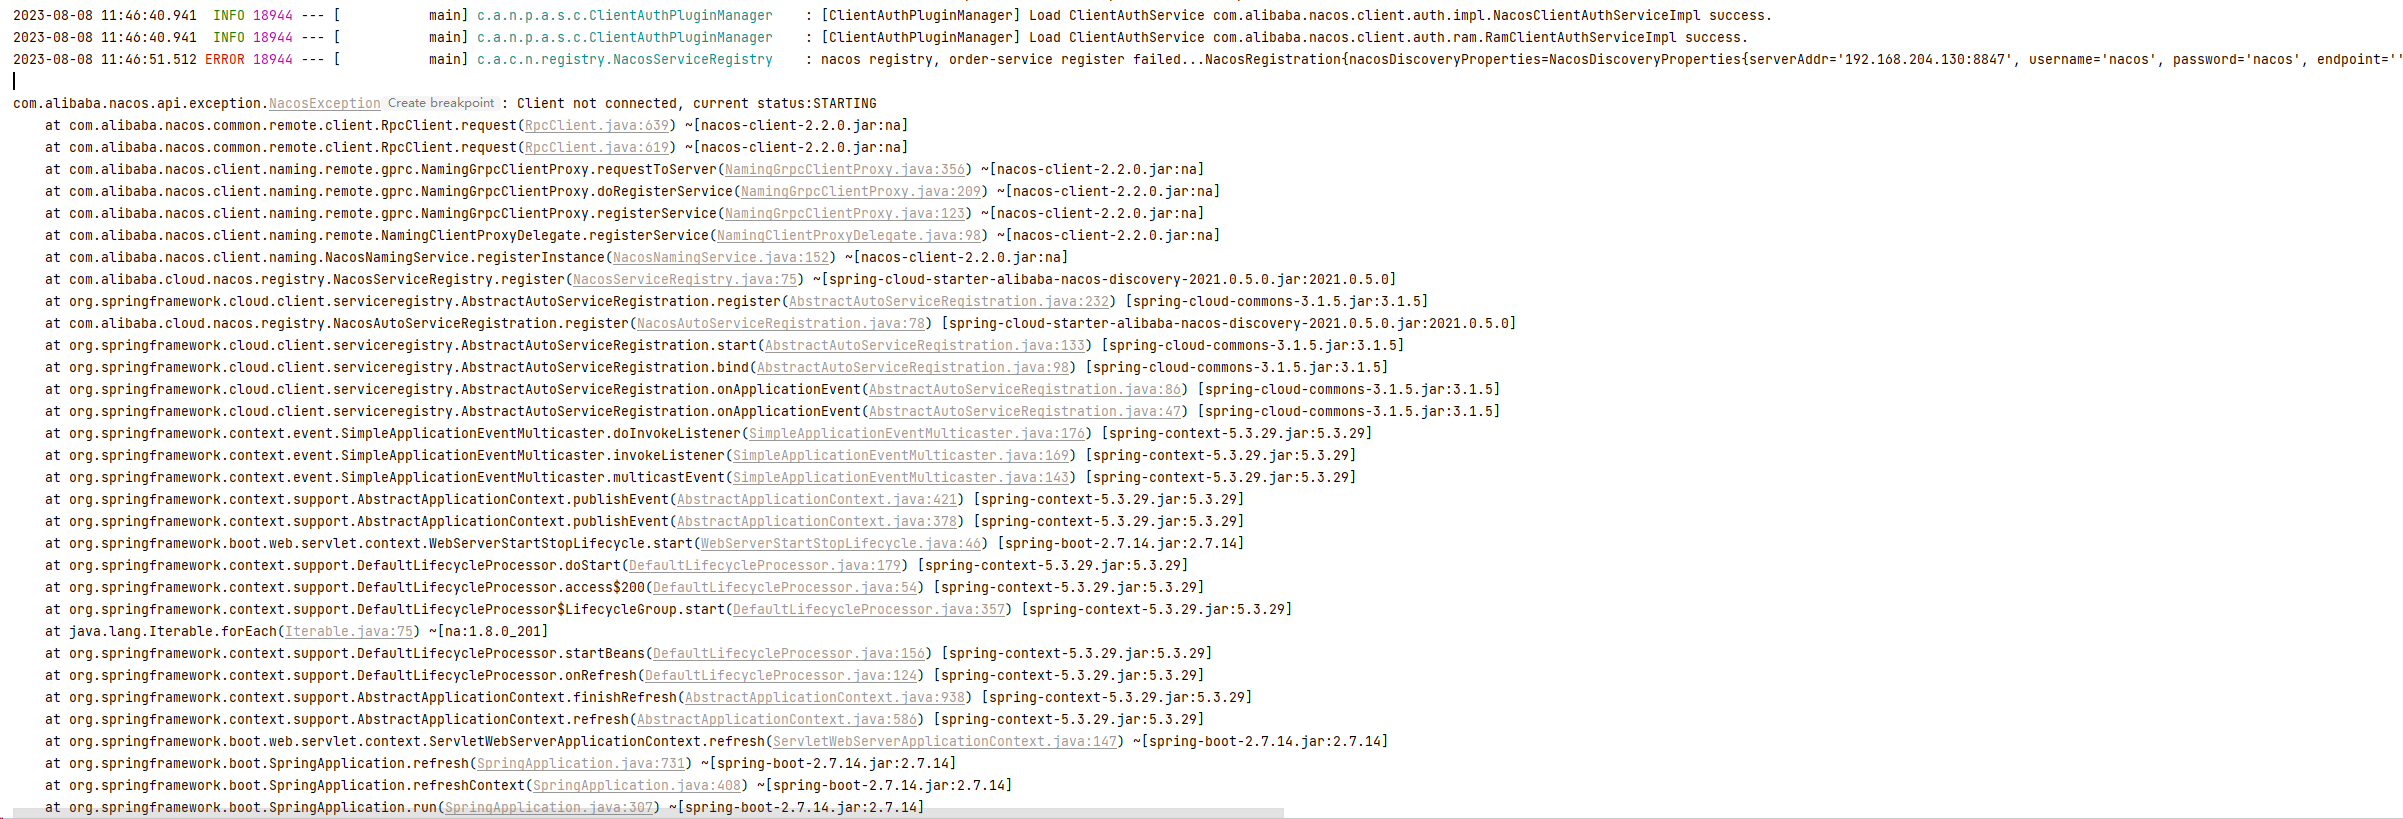 2023-08-08 11:46:40.941  INFO 18944 --- [           main] c.a.n.p.a.s.c.ClientAuthPluginManager    : [ClientAuthPluginManager] Load ClientAuthService com.alibaba.nacos.client.auth.impl.NacosClientAuthServiceImpl success.
2023-08-08 11:46:40.941  INFO 18944 --- [           main] c.a.n.p.a.s.c.ClientAuthPluginManager    : [ClientAuthPluginManager] Load ClientAuthService com.alibaba.nacos.client.auth.ram.RamClientAuthServiceImpl success.
2023-08-08 11:46:51.512 ERROR 18944 --- [           main] c.a.c.n.registry.NacosServiceRegistry    : nacos registry, order-service register failed...NacosRegistration{nacosDiscoveryProperties=NacosDiscoveryProperties{serverAddr='192.168.204.130:8847', username='nacos', password='nacos', endpoint=''
com.alibaba.nacos.api.exception.NacosException Create breakpoint : Client not connected, current status:STARTING
    at com.alibaba.nacos.common.remote.client.RpcClient.request(RpcClient.java:639) ~[nacos-client-2.2.0.jar:na]
    at com.alibaba.nacos.common.remote.client.RpcClient.request(RpcClient.java:619) ~[nacos-client-2.2.0.jar:na]
    at com.alibaba.nacos.client.naming.remote.gprc.NamingGrpcClientProxy.requestToServer(NamingGrpcClientProxy.java:356) ~[nacos-client-2.2.0.jar:na]
    at com.alibaba.nacos.client.naming.remote.gprc.NamingGrpcClientProxy.doRegisterService(NamingGrpcClientProxy.java:209) ~[nacos-client-2.2.0.jar:na]
    at com.alibaba.nacos.client.naming.remote.gprc.NamingGrpcClientProxy.registerService(NamingGrpcClientProxy.java:123) ~[nacos-client-2.2.0.jar:na]
    at com.alibaba.nacos.client.naming.remote.NamingClientProxyDelegate.registerService(NamingClientProxyDelegate.java:98) ~[nacos-client-2.2.0.jar:na]
    at com.alibaba.nacos.client.naming.NacosNamingService.registerInstance(NacosNamingService.java:152) ~[nacos-client-2.2.0.jar:na]
    at com.alibaba.cloud.nacos.registry.NacosServiceRegistry.register(NacosServiceRegistry.java:75) ~[spring-cloud-starter-alibaba-nacos-discovery-2021.0.5.0.jar:2021.0.5.0]
    at org.springframework.cloud.client.serviceregistry.AbstractAutoServiceRegistration.register(AbstractAutoServiceRegistration.java:232) [spring-cloud-commons-3.1.5.jar:3.1.5]
    at com.alibaba.cloud.nacos.registry.NacosAutoServiceRegistration.register(NacosAutoServiceRegistration.java:78) [spring-cloud-starter-alibaba-nacos-discovery-2021.0.5.0.jar:2021.0.5.0]
    at org.springframework.cloud.client.serviceregistry.AbstractAutoServiceRegistration.start(AbstractAutoServiceRegistration.java:133) [spring-cloud-commons-3.1.5.jar:3.1.5]
    at org.springframework.cloud.client.serviceregistry.AbstractAutoServiceRegistration.bind(AbstractAutoServiceRegistration.java:98) [spring-cloud-commons-3.1.5.jar:3.1.5]
    at org.springframework.cloud.client.serviceregistry.AbstractAutoServiceRegistration.onApplicationEvent(AbstractAutoServiceRegistration.java:86) [spring-cloud-commons-3.1.5.jar:3.1.5]
    at org.springframework.cloud.client.serviceregistry.AbstractAutoServiceRegistration.onApplicationEvent(AbstractAutoServiceRegistration.java:47) [spring-cloud-commons-3.1.5.jar:3.1.5]
    at org.springframework.context.event.SimpleApplicationEventMulticaster.doInvokeListener(SimpleApplicationEventMulticaster.java:176) [spring-context-5.3.29.jar:5.3.29]
    at org.springframework.context.event.SimpleApplicationEventMulticaster.invokeListener(SimpleApplicationEventMulticaster.java:169) [spring-context-5.3.29.jar:5.3.29]
    at org.springframework.context.event.SimpleApplicationEventMulticaster.multicastEvent(SimpleApplicationEventMulticaster.java:143) [spring-context-5.3.29.jar:5.3.29]
    at org.springframework.context.support.AbstractApplicationContext.publishEvent(AbstractApplicationContext.java:421) [spring-context-5.3.29.jar:5.3.29]
    at org.springframework.context.support.AbstractApplicationContext.publishEvent(AbstractApplicationContext.java:378) [spring-context-5.3.29.jar:5.3.29]
    at org.springframework.boot.web.servlet.context.WebServerStartStopLifecycle.start(WebServerStartStopLifecycle.java:46) [spring-boot-2.7.14.jar:2.7.14]
    at org.springframework.context.support.DefaultLifecycleProcessor.doStart(DefaultLifecycleProcessor.java:179) [spring-context-5.3.29.jar:5.3.29]
    at org.springframework.context.support.DefaultLifecycleProcessor.access$200(DefaultLifecycleProcessor.java:54) [spring-context-5.3.29.jar:5.3.29]
    at org.springframework.context.support.DefaultLifecycleProcessor$LifecycleGroup.start(DefaultLifecycleProcessor.java:357) [spring-context-5.3.29.jar:5.3.29]
    at java.lang.Iterable.forEach(Iterable.java:75) ~[na:1.8.0_201]
    at org.springframework.context.support.DefaultLifecycleProcessor.startBeans(DefaultLifecycleProcessor.java:156) [spring-context-5.3.29.jar:5.3.29]
    at org.springframework.context.support.DefaultLifecycleProcessor.onRefresh(DefaultLifecycleProcessor.java:124) [spring-context-5.3.29.jar:5.3.29]
    at org.springframework.context.support.AbstractApplicationContext.finishRefresh(AbstractApplicationContext.java:938) [spring-context-5.3.29.jar:5.3.29]
    at org.springframework.context.support.AbstractApplicationContext.refresh(AbstractApplicationContext.java:586) [spring-context-5.3.29.jar:5.3.29]
    at org.springframework.boot.web.servlet.context.ServletWebServerApplicationContext.refresh(ServletWebServerApplicationContext.java:147) ~[spring-boot-2.7.14.jar:2.7.14]
    at org.springframework.boot.SpringApplication.refresh(SpringApplication.java:731) ~[spring-boot-2.7.14.jar:2.7.14]
    at org.springframework.boot.SpringApplication.refreshContext(SpringApplication.java:408) ~[spring-boot-2.7.14.jar:2.7.14]
    at org.springframework.boot.SpringApplication.run(SpringApplication.java:307) ~[spring-boot-2.7.14.jar:2.7.14]